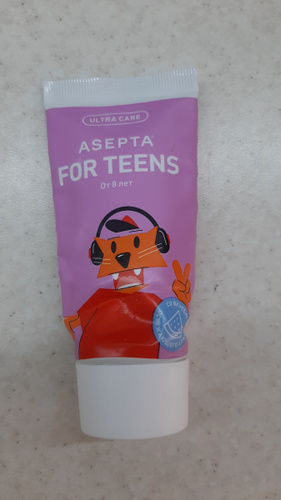 ULTRA CARE
ASEPTA
FOR TEENS
От 8 лет